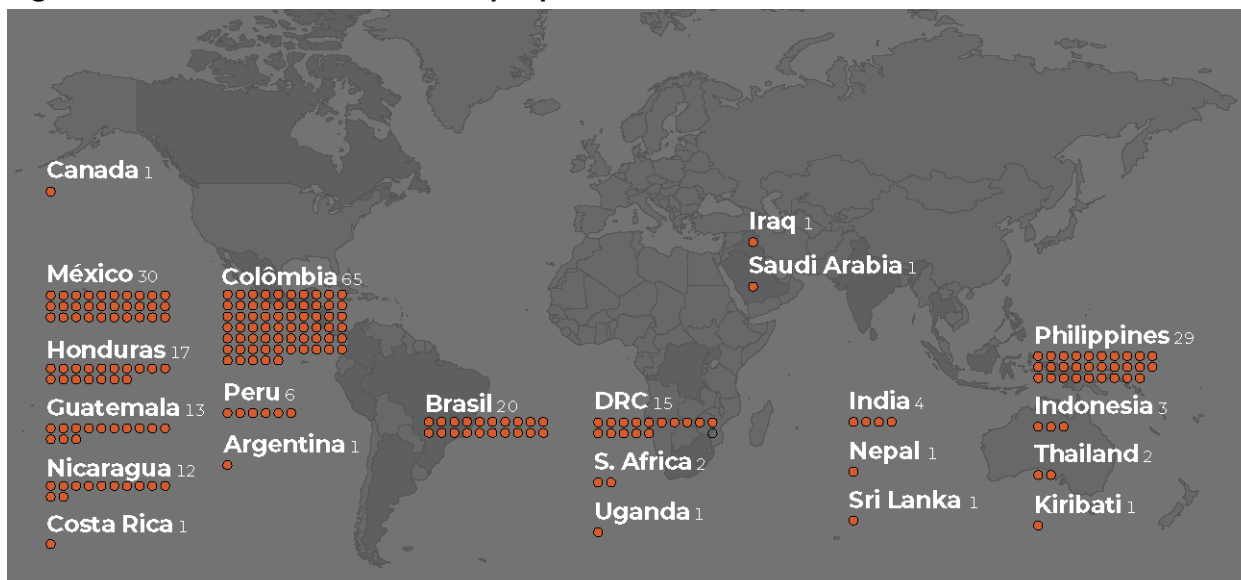 Canada 1
México 30
Honduras 17
Guatemala 13
Nicaragua 12
Costa Rica 1
Colômbia 65
Peru 6
Argentina 1
Brasil 20
DRC 15
S. Africa 2
Uganda 1
Iraq 1
Saudi Arabia 1
India 4
Nepal 1
Sri Lanka 1
Philippines 29
Indonesia 3
Thailand 2
Kiribati 1